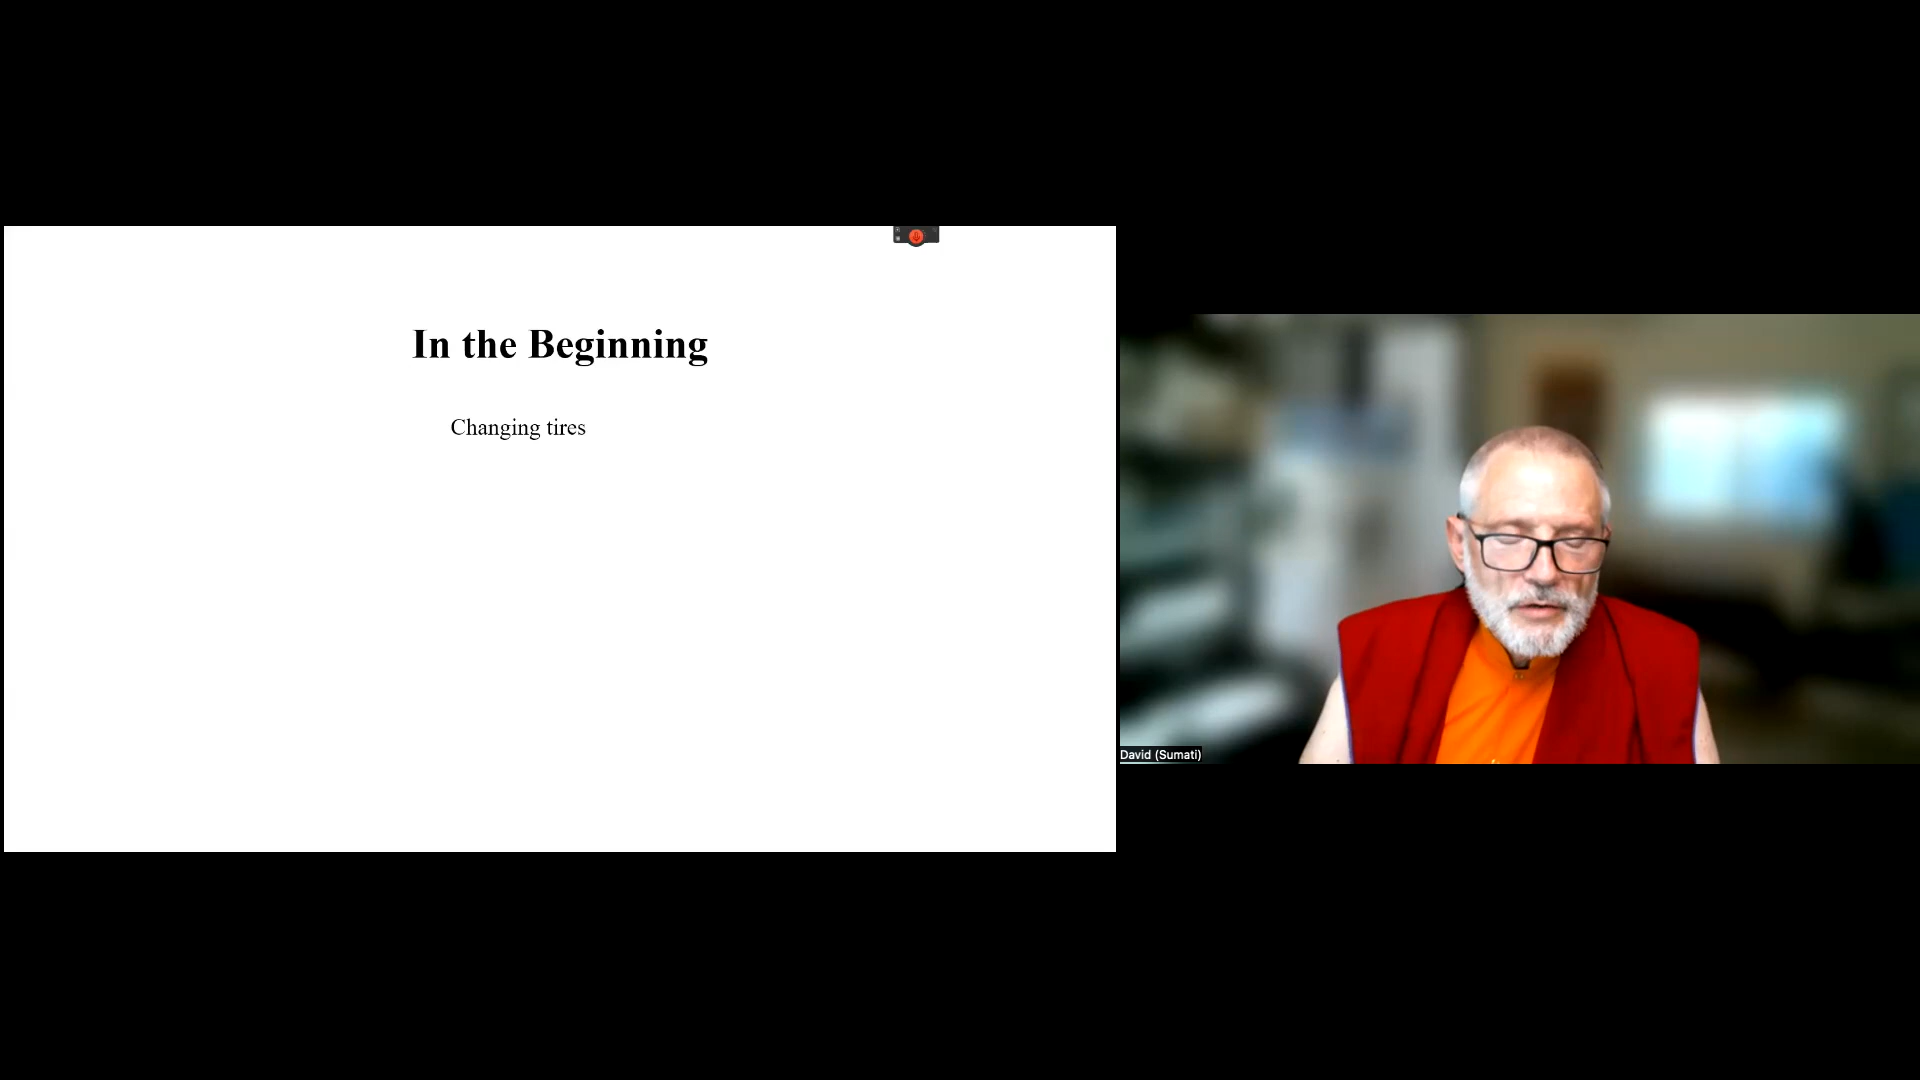 In the Beginning
Changing tires
David (Sumati)